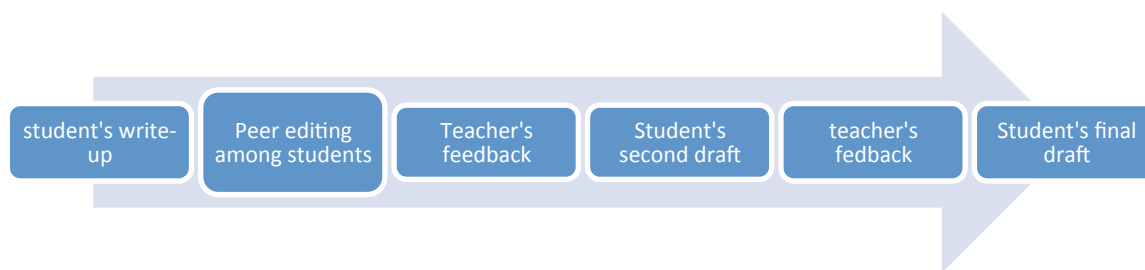 student's write-
up
Peer editing
among students
Teacher's
feedback
Student's
second draft
teacher's
fedback
Student's final
draft